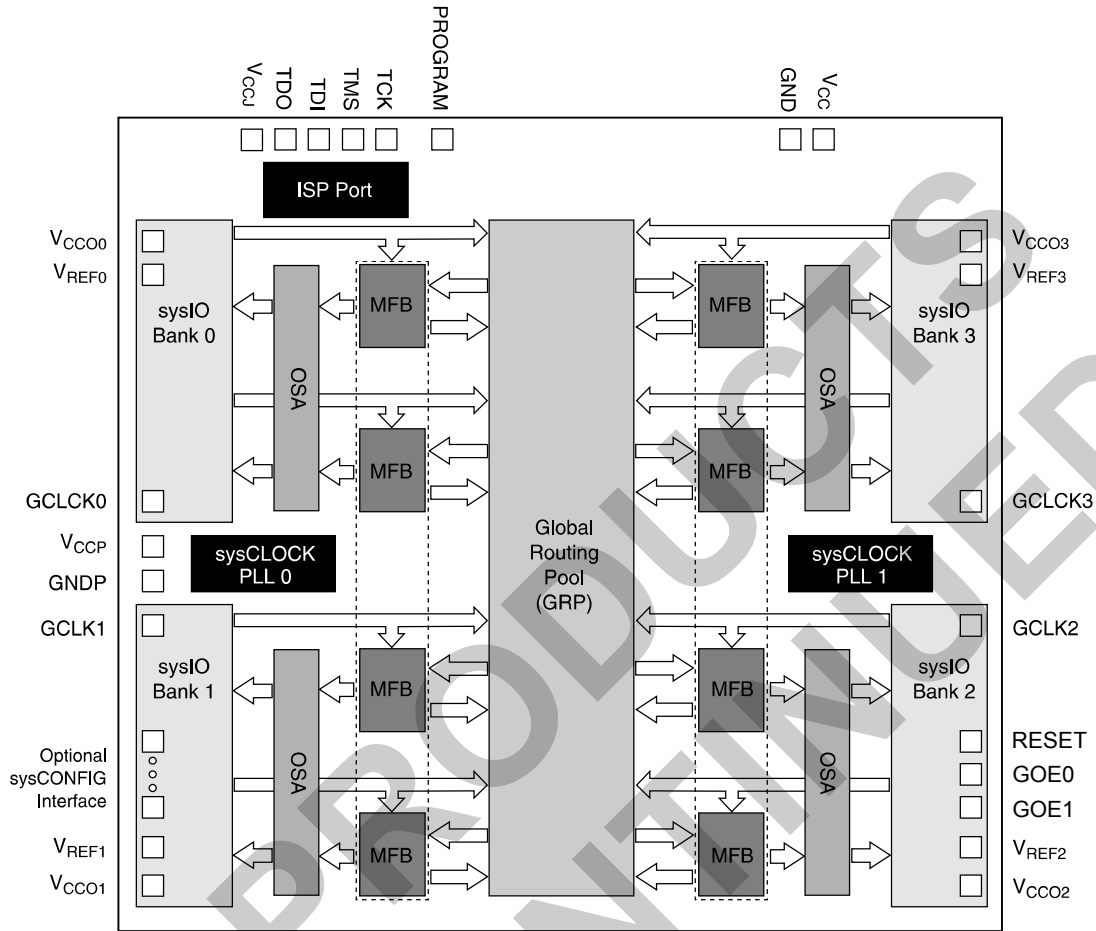 VCCJ
TDO
TDI
TMS
TCK
PROGRAM
GND
VCC
ISP Port
VCCO0
VREF0
sysIO
Bank 0
OSA
MFB
MFB
GCLCK0
VCCP
GNDP
sysCLOCK
PLL 0
GCLK1
sysIO
Bank 1
Optional
sysCONFIG
Interface
OSA
MFB
MFB
VREF1
VCCO1
Global
Routing
Pool
(GRP)
MFB
MFB
OSA
sysIO
Bank 3
VCCO3
VREF3
GCLCK3
sysCLOCK
PLL 1
GCLK2
MFB
MFB
OSA
sysIO
Bank 2
RESET
GOE0
GOE1
VREF2
VCCO2
PRODUCTS